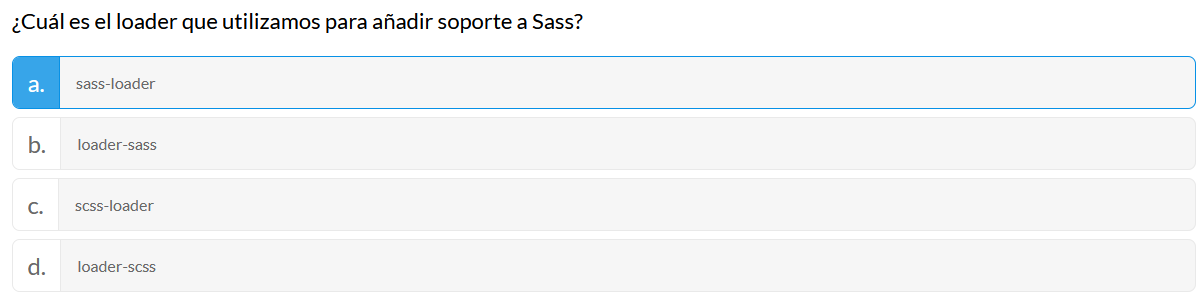 ¿Cuál es el loader que utilizamos para añadir soporte a Sass?
a. sass-loader
b. loader-sass
c. scss-loader
d. loader-scss